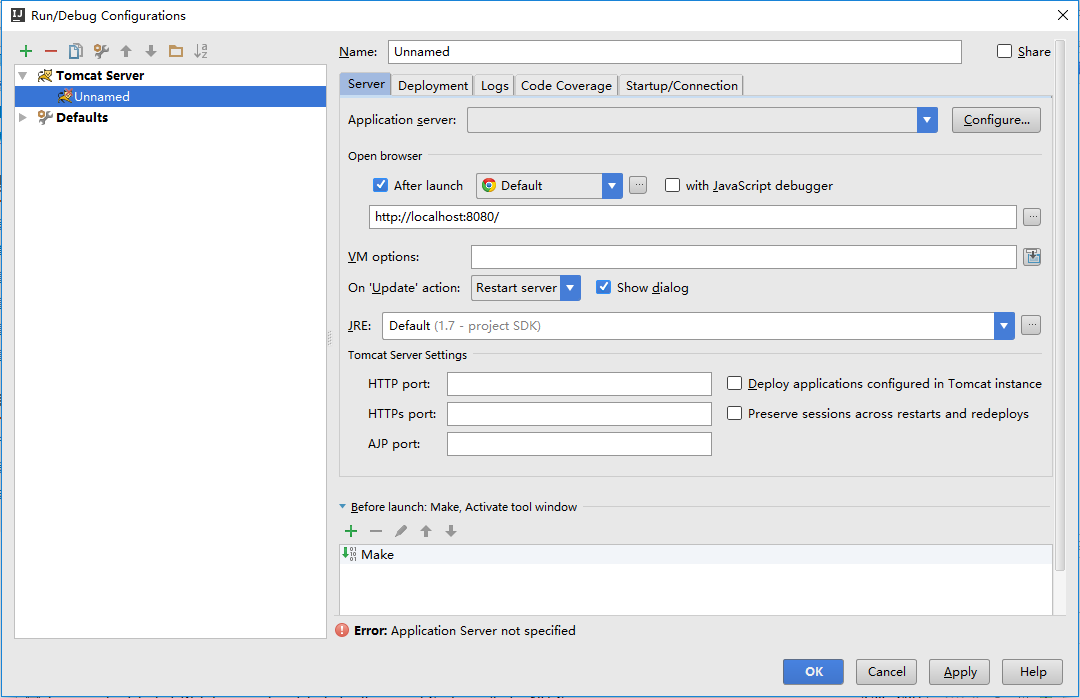 Run/Debug Configurations
Name: Unnamed Share
Tomcat Server
Unnamed
Defaults
Server Deployment Logs Code Coverage Startup/Connection
Application server: Configure...
Open browser
After launch Default ... with JavaScript debugger
http://localhost:8080/ ...
VM options:
On 'Update' action: Restart server Show dialog
JRE: Default (1.7 - project SDK) ...
Tomcat Server Settings
HTTP port: Deploy applications configured in Tomcat instance
HTTPs port: Preserve sessions across restarts and redeploys
AJP port:
Before launch: Make, Activate tool window
Make
Error: Application Server not specified
OK Cancel Apply Help